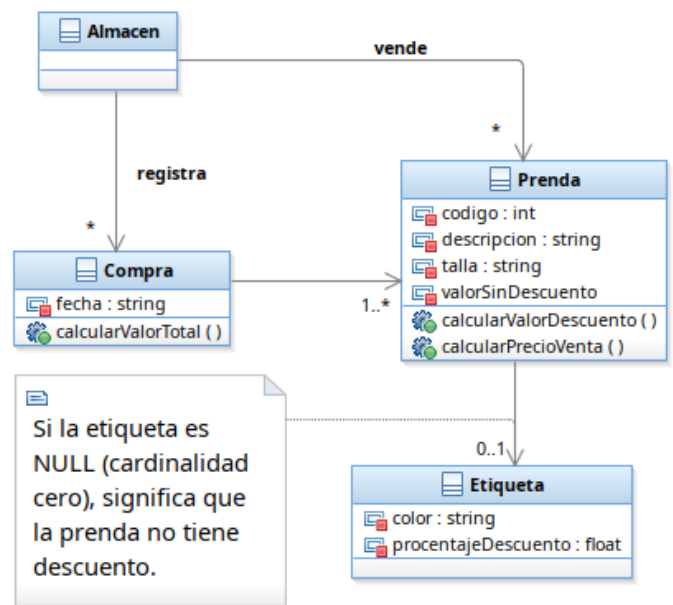 Almacen
vende
*
registra
*
Prenda
codigo : int
descripcion : string
talla : string
valorSinDescuento
calcularValorDescuento ( )
calcularPrecioVenta ( )
Compra
fecha : string
calcularValorTotal ( )
1..*
Si la etiqueta es
NULL (cardinalidad
cero), significa que
la prenda no tiene
descuento.
0..1
Etiqueta
color : string
procentajeDescuento : float